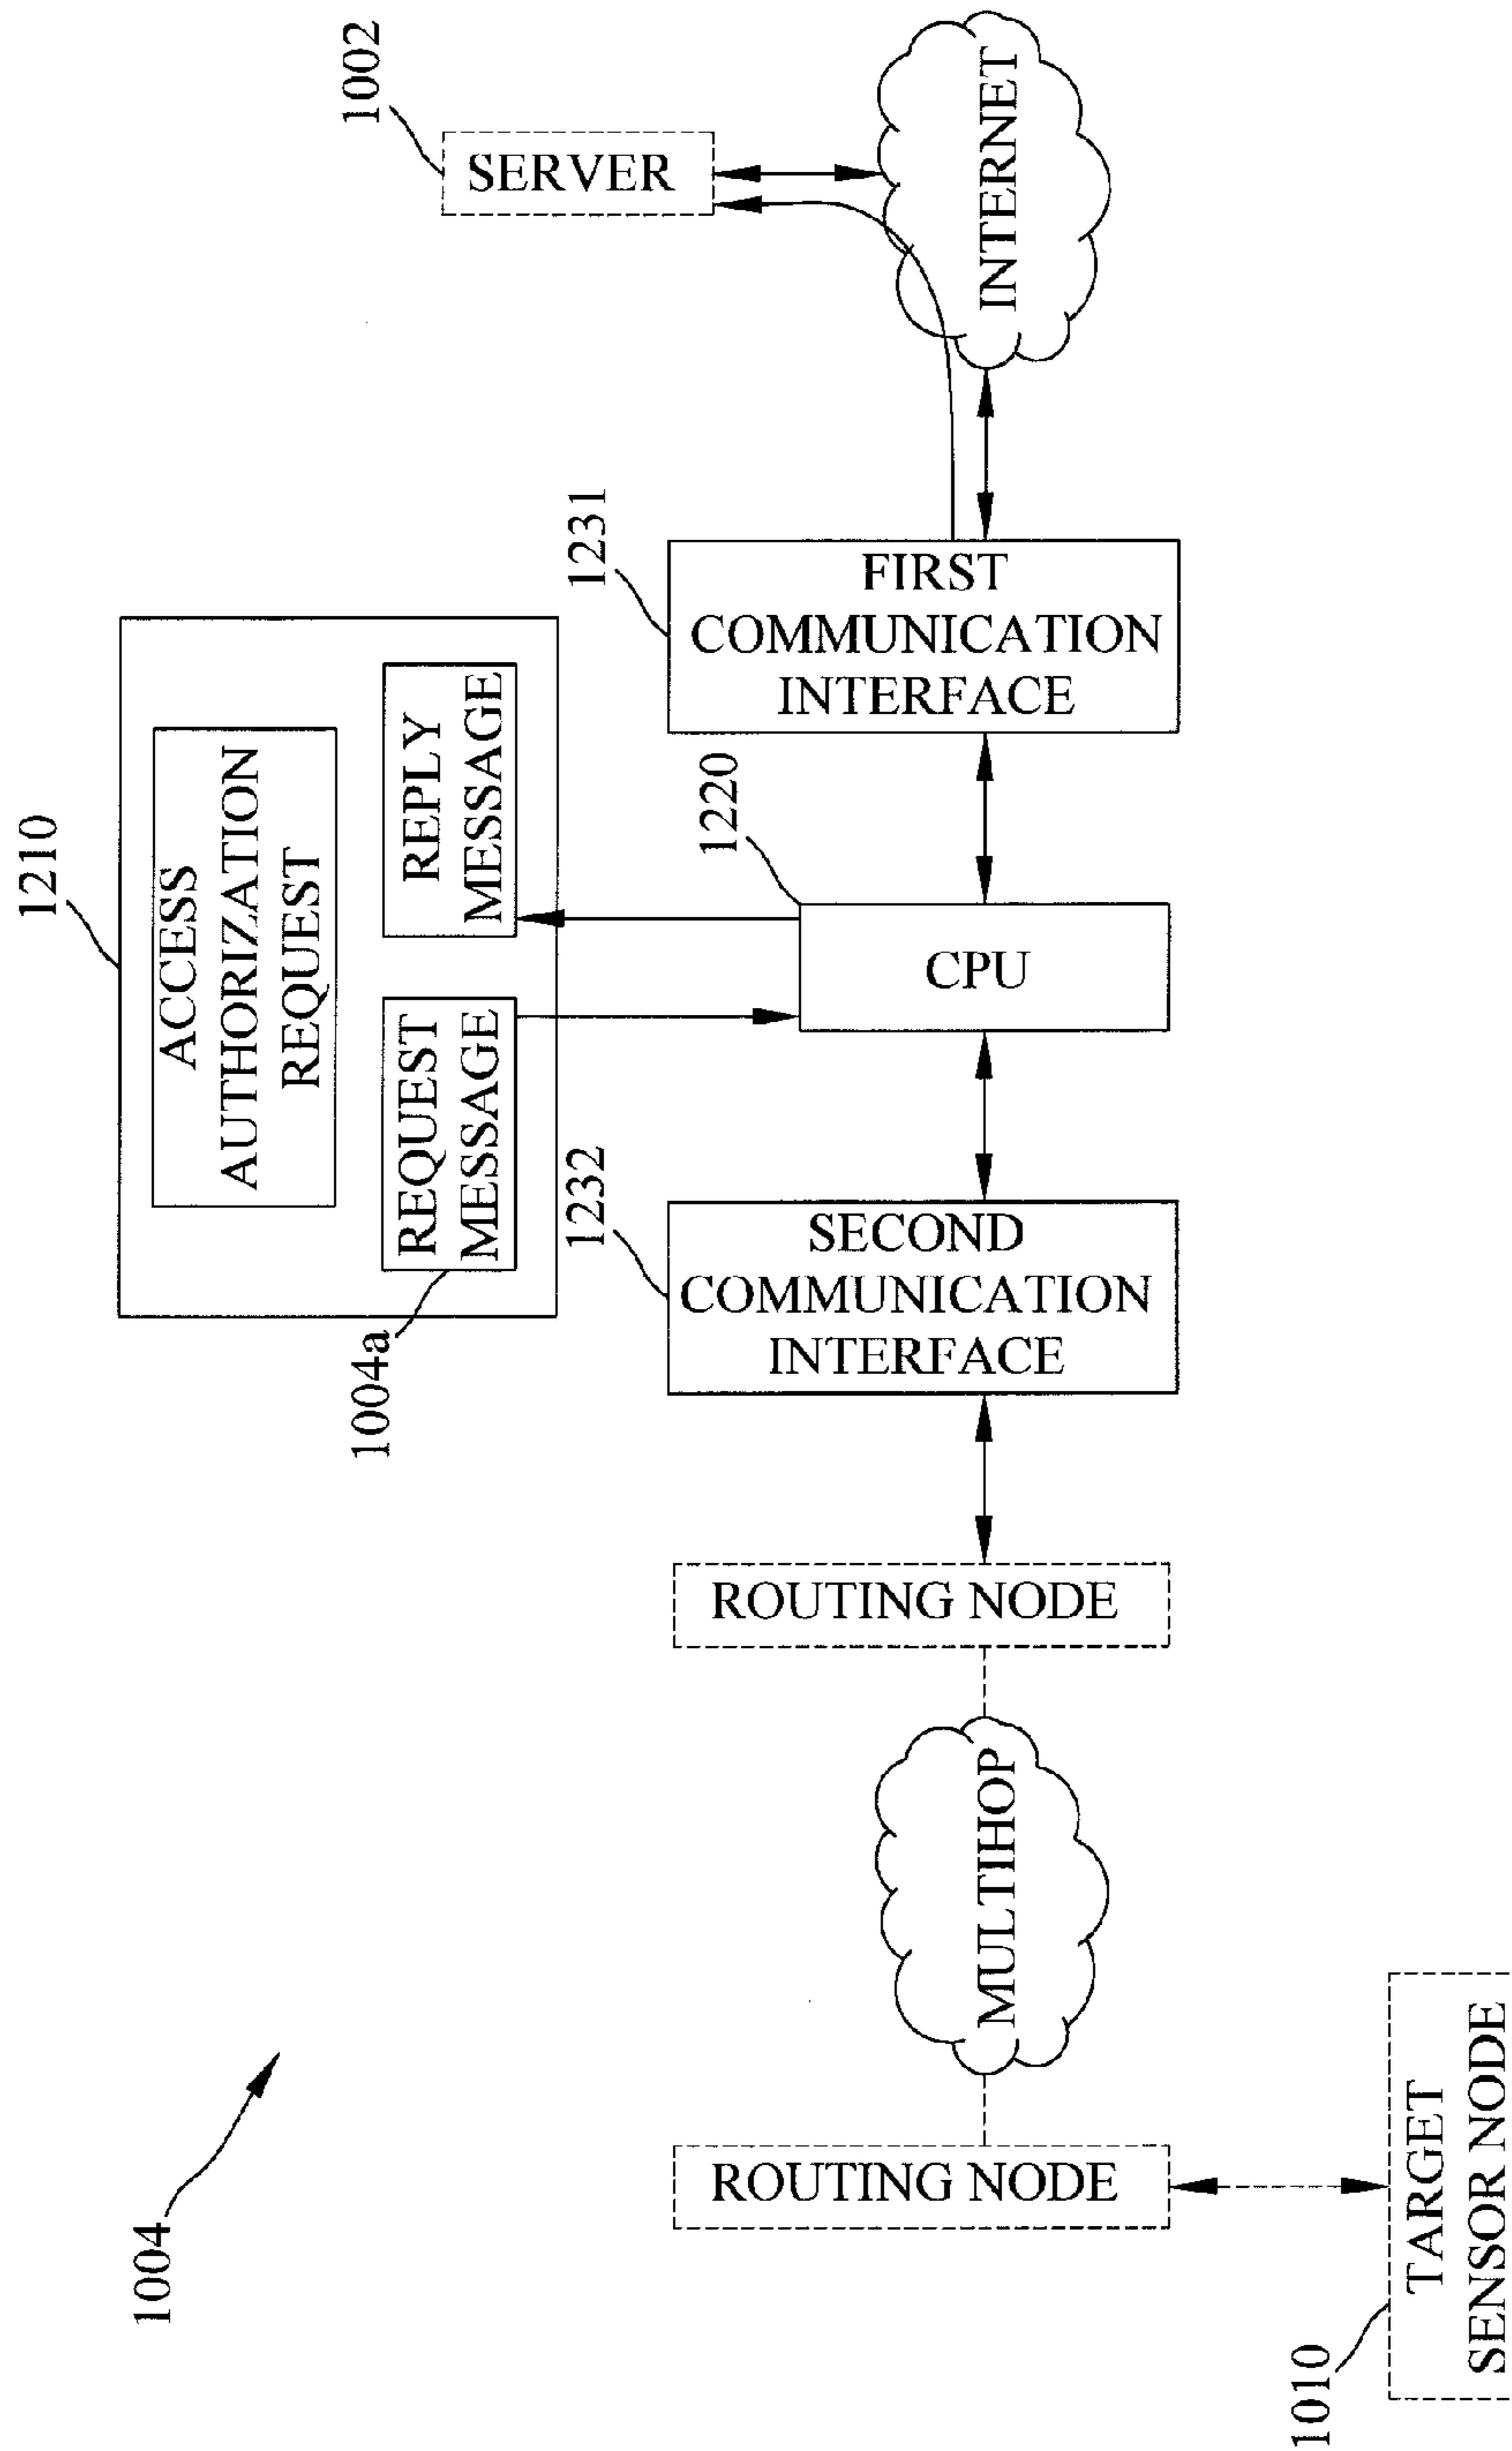 1004
1210
ACCESS
AUTHORIZATION
REQUEST
REQUEST
MESSAGE
REPLY
MESSAGE
1004a
1002
SERVER
1232
SECOND
COMMUNICATION
INTERFACE
1220
CPU
1231
FIRST
COMMUNICATION
INTERFACE
INTERNET
ROUTING NODE
MULTIHOP
ROUTING NODE
1010
TARGET
SENSOR NODE